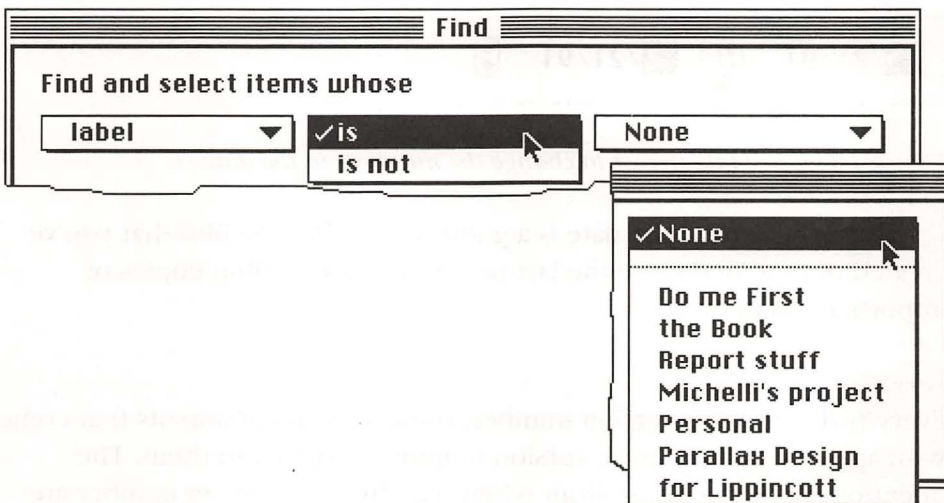 Find
Find and select items whose
label
✓is
is not
None
✓None
Do me First
the Book
Report stuff
Michelli's project
Personal
Parallax Design
for Lippincott